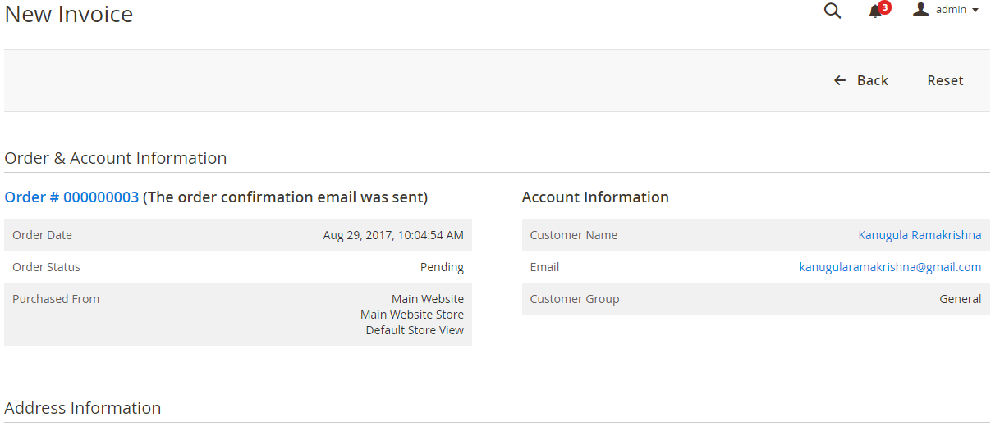 New Invoice
3
admin
Back
Reset
Order & Account Information
Order # 000000003 (The order confirmation email was sent)
Order Date Aug 29, 2017, 10:04:54 AM
Order Status Pending
Purchased From Main Website
Main Website Store
Default Store View
Account Information
Customer Name Kanugula Ramakrishna
Email kanugularamakrishna@gmail.com
Customer Group General
Address Information